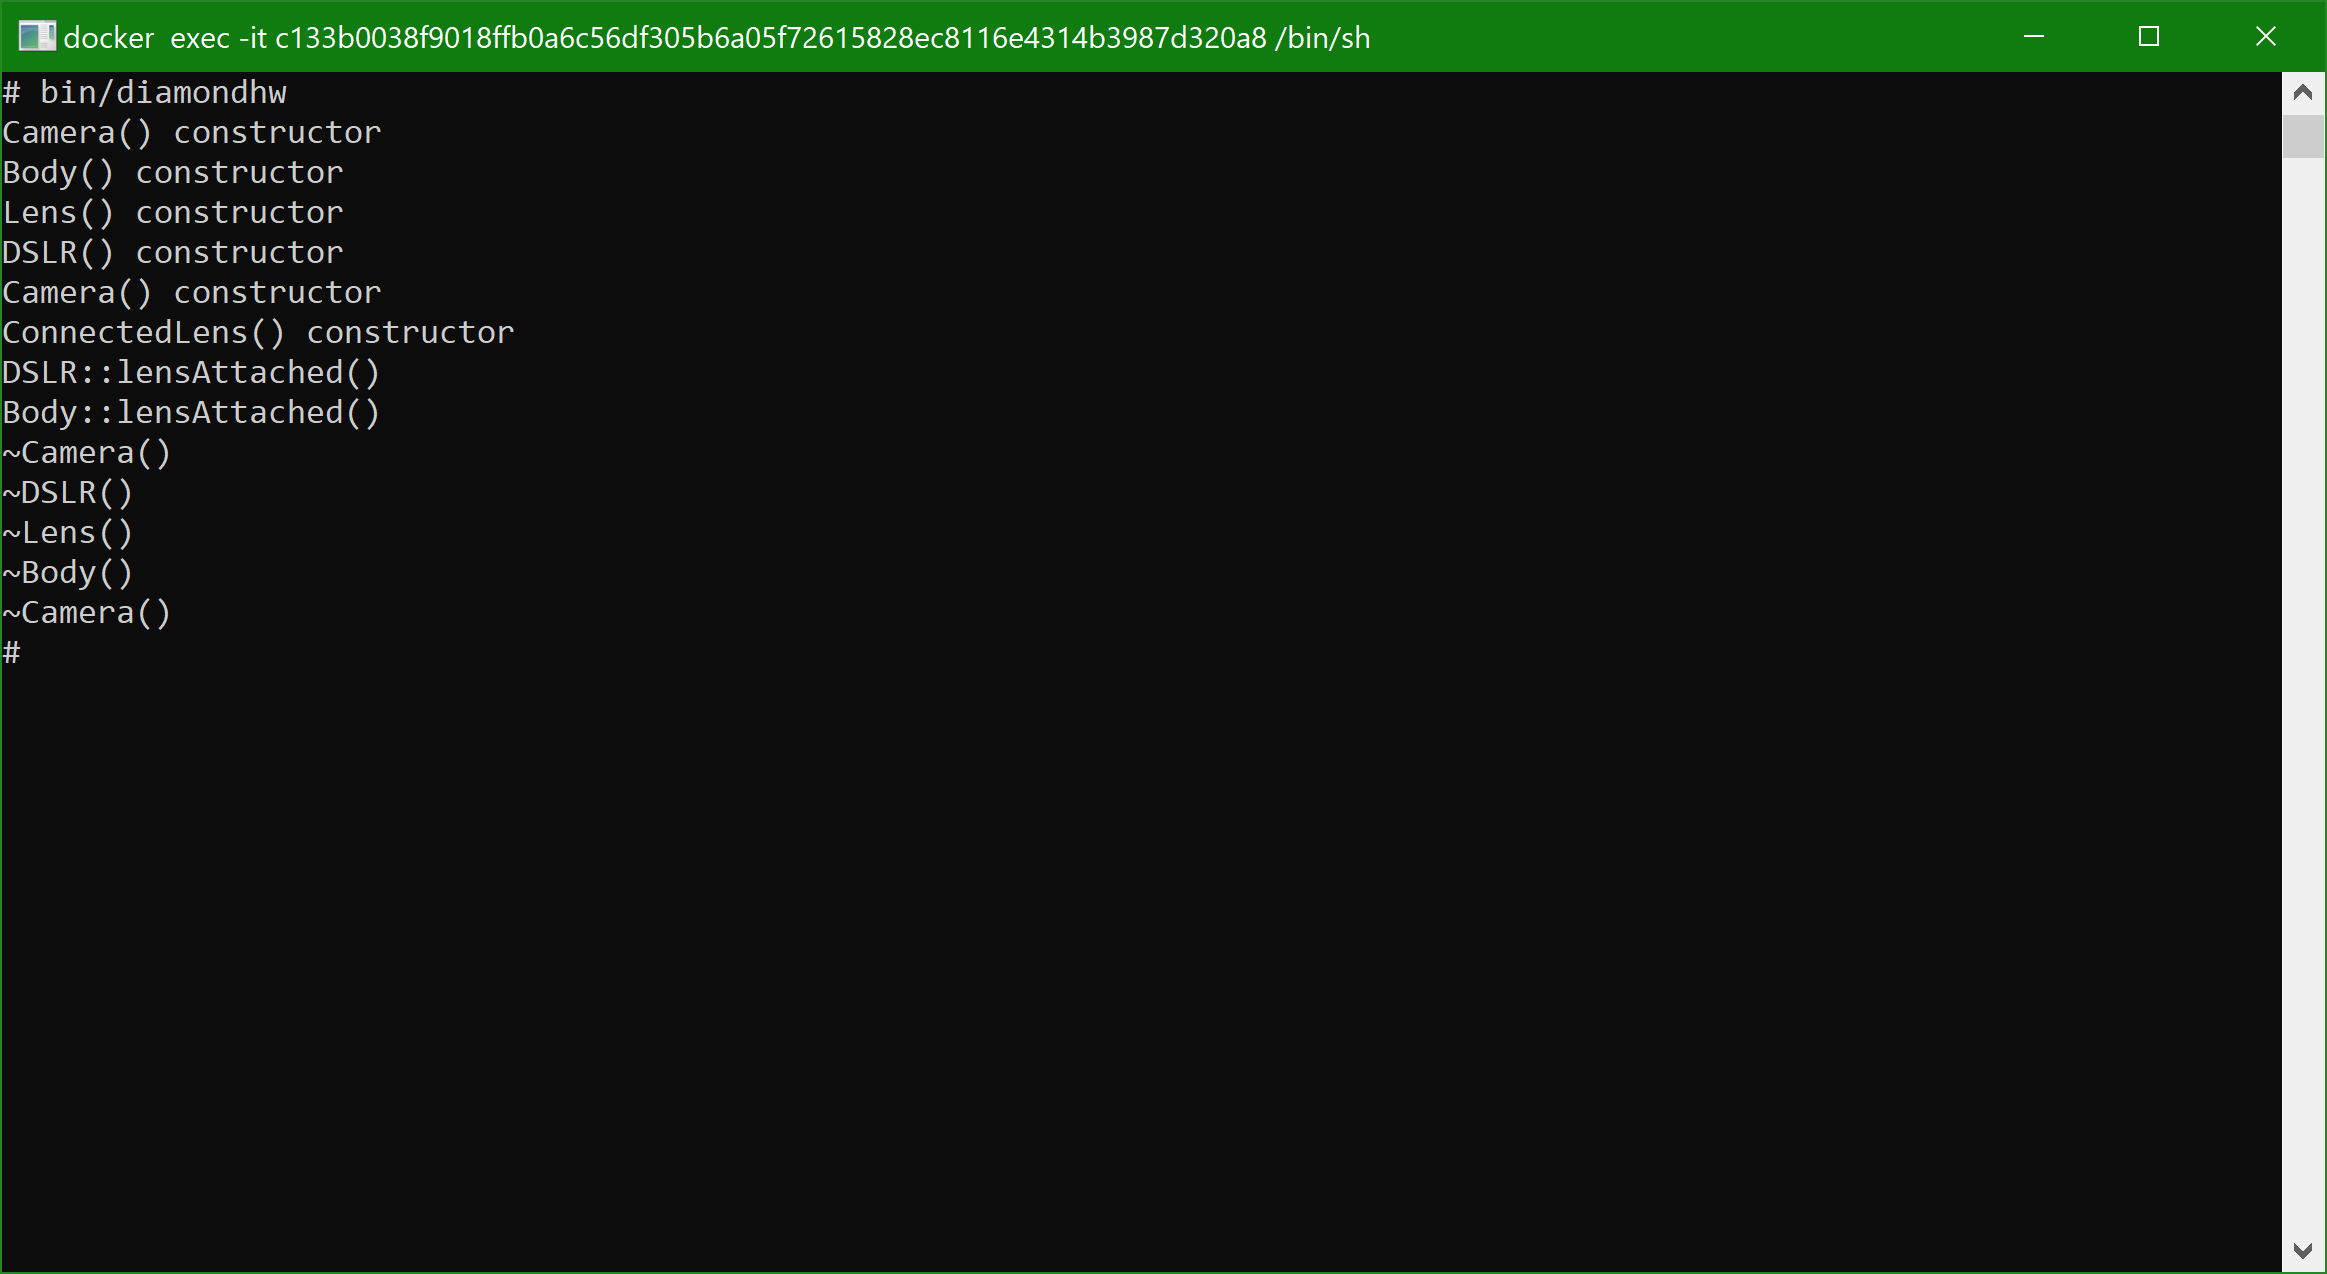 docker  exec -it c133b0038f9018ffb0a6c56df305b6a05f72615828ec8116e4314b3987d320a8 /bin/sh
# bin/diamondhw
Camera() constructor
Body() constructor
Lens() constructor
DSLR() constructor
Camera() constructor
ConnectedLens() constructor
DSLR::lensAttached()
Body::lensAttached()
~Camera()
~DSLR()
~Lens()
~Body()
~Camera()
#